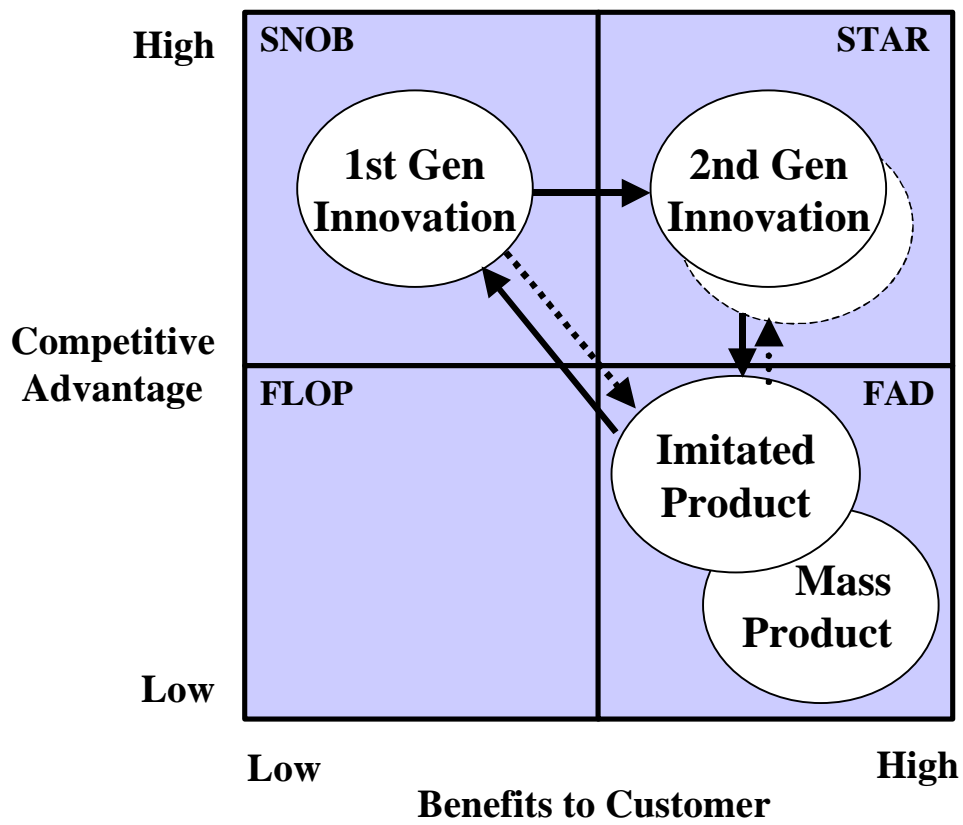 High
SNOB
STAR
1st Gen
Innovation
2nd Gen
Innovation
Competitive
Advantage
FLOP
FAD
Imitated
Product
Mass
Product
Low
Low
High
Benefits to Customer